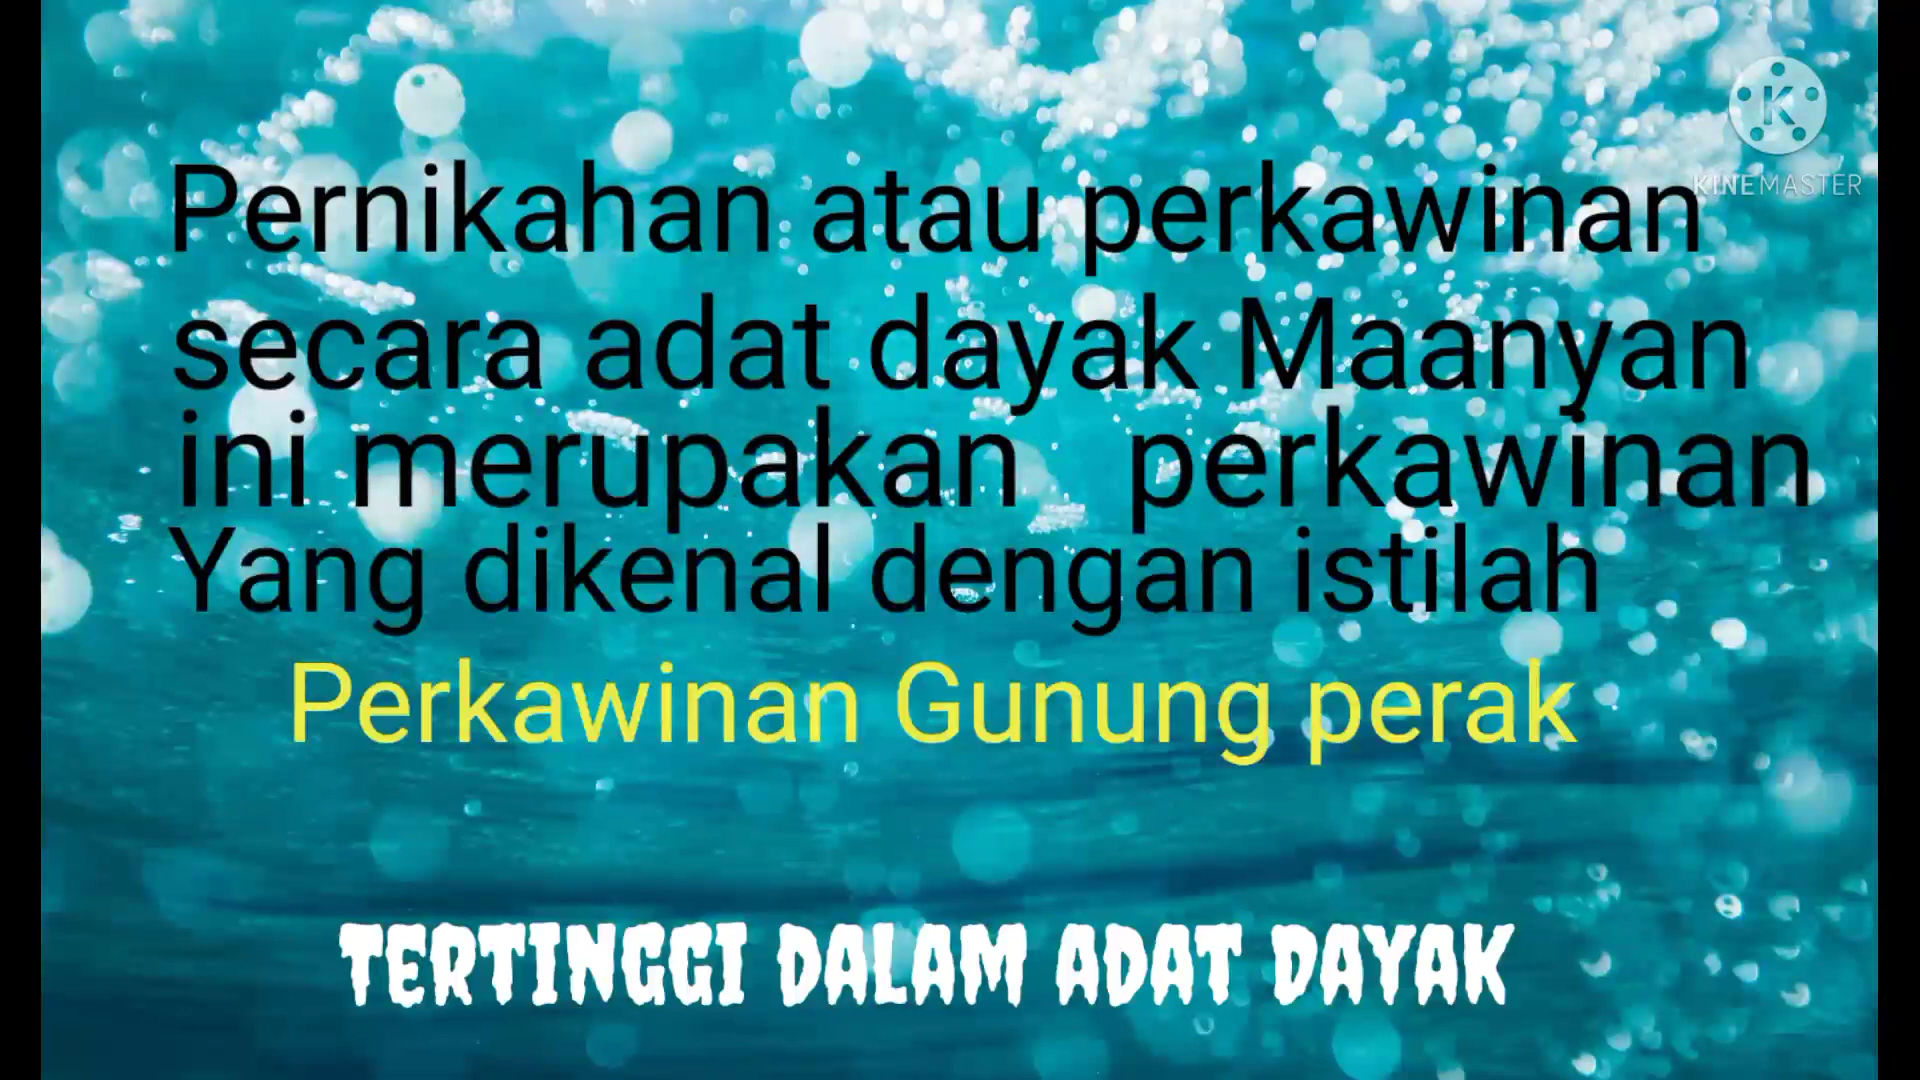 KINEMASTER
Pernikahan atau perkawinan
secara adat dayak Maanyan
ini merupakan perkawinan
Yang dikenal dengan istilah
Perkawinan Gunung perak
TERTINGGI DALAM ADAT DAYAK